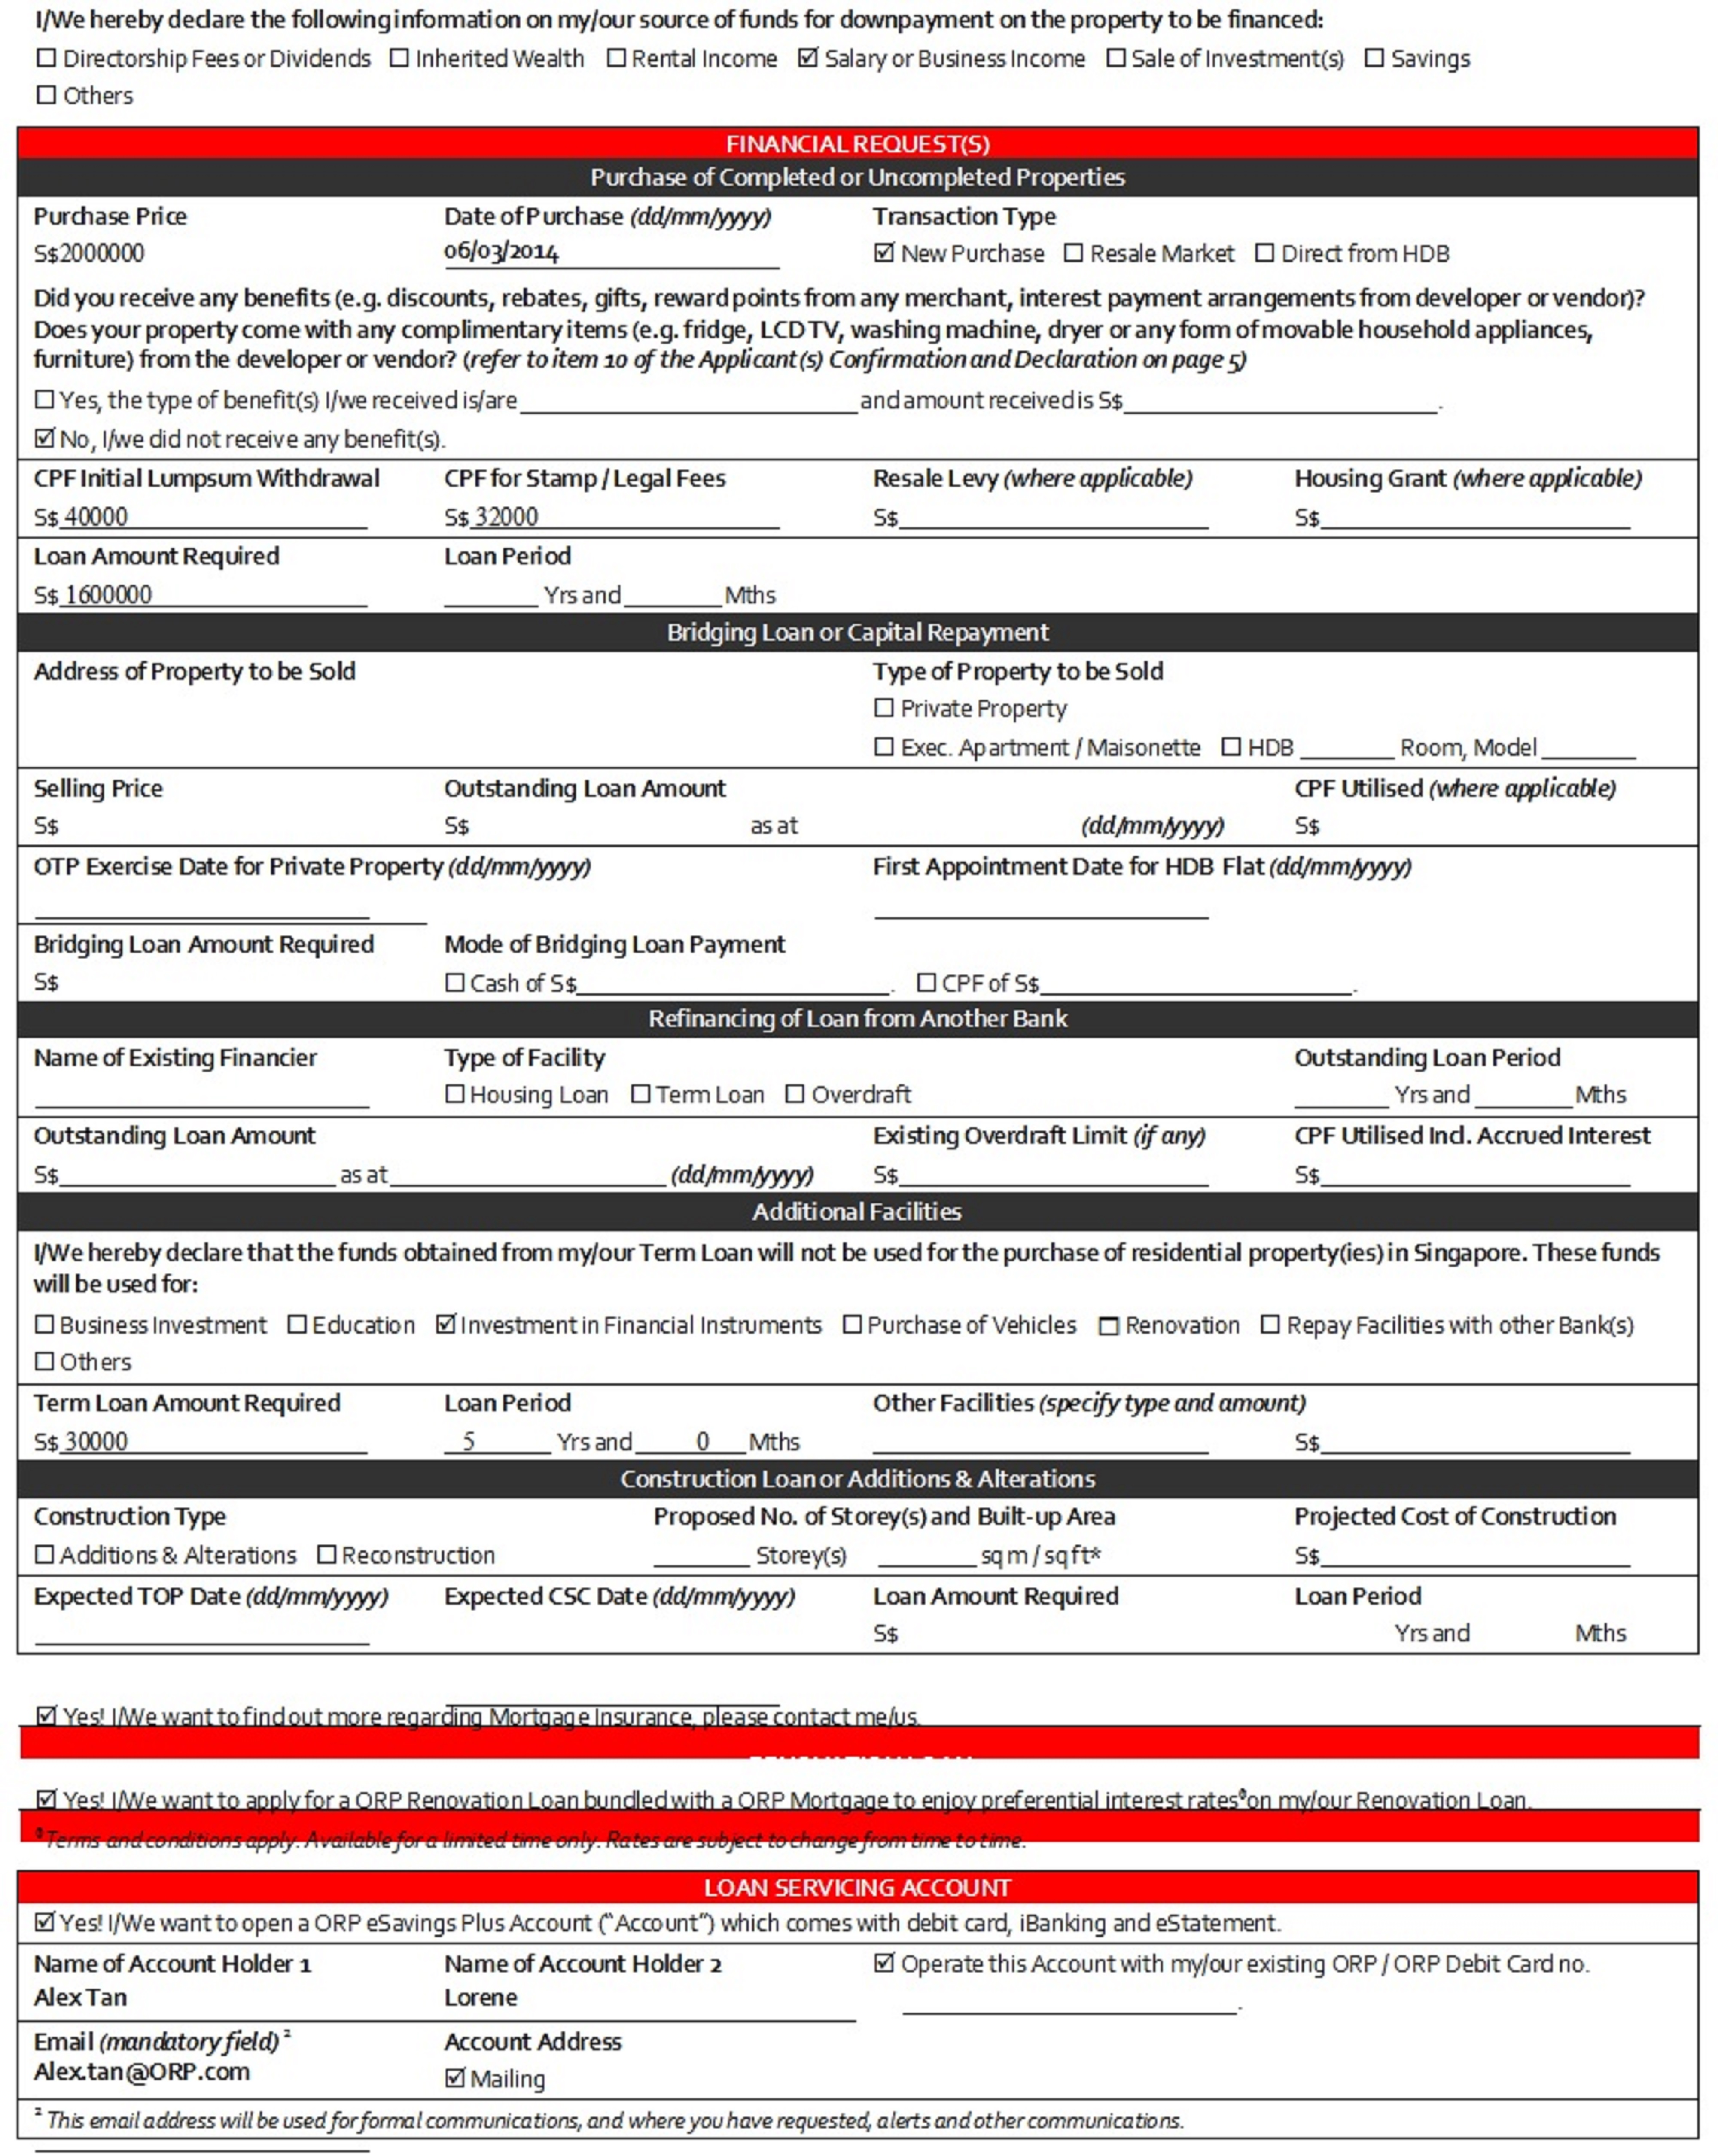 I/We hereby declare the following information on my/our source of funds for downpayment on the property to be financed:
☐ Directorship Fees or Dividends ☐ Inherited Wealth ☐ Rental Income ☑ Salary or Business Income ☐ Sale of Investment(s) ☐ Savings
☐ Others
FINANCIAL REQUEST(S)
Purchase of Completed or Uncompleted Properties
Purchase Price Date of Purchase (dd/mm/yyyy) Transaction Type
S$2000000 06/03/2014 ☑ New Purchase ☐ Resale Market ☐ Direct from HDB
Did you receive any benefits (e.g. discounts, rebates, gifts, reward points from any merchant, interest payment arrangements from developer or vendor)?
Does your property come with any complimentary items (e.g. fridge, LCD TV, washing machine, dryer or any form of movable household appliances,
furniture) from the developer or vendor? (refer to item 10 of the Applicant(s) Confirmation and Declaration on page 5)
☐ Yes, the type of benefit(s) I/we received is/are ____ and amount received is S$____.
☑ No, I/we did not receive any benefit(s).
CPF Initial Lumpsum Withdrawal CPF for Stamp / Legal Fees Resale Levy (where applicable) Housing Grant (where applicable)
S$ 40000 S$ 32000 S$____ S$____
Loan Amount Required Loan Period
S$ 1600000 ____ Yrs and ____ Mths
Bridging Loan or Capital Repayment
Address of Property to be Sold Type of Property to be Sold
☐ Private Property
☐ Exec. Apartment / Maisonette ☐ HDB ____ Room, Model ____
Selling Price Outstanding Loan Amount CPF Utilised (where applicable)
S$ S$ as at (dd/mm/yyyy) S$
OTP Exercise Date for Private Property (dd/mm/yyyy) First Appointment Date for HDB Flat (dd/mm/yyyy)
Bridging Loan Amount Required Mode of Bridging Loan Payment
S$ ☐ Cash of S$____. ☐ CPF of S$____.
Refinancing of Loan from Another Bank
Name of Existing Financier Type of Facility Outstanding Loan Period
☐ Housing Loan ☐ Term Loan ☐ Overdraft ____ Yrs and ____ Mths
Outstanding Loan Amount Existing Overdraft Limit (if any) CPF Utilised Incl. Accrued Interest
S$____ as at ____ (dd/mm/yyyy) S$____ S$____
Additional Facilities
I/We hereby declare that the funds obtained from my/our Term Loan will not be used for the purchase of residential property(ies) in Singapore. These funds
will be used for:
☐ Business Investment ☐ Education ☑ Investment in Financial Instruments ☐ Purchase of Vehicles ☐ Renovation ☐ Repay Facilities with other Bank(s)
☐ Others
Term Loan Amount Required Loan Period Other Facilities (specify type and amount)
S$ 30000 5 Yrs and 0 Mths ____ S$____
Construction Loan or Additions & Alterations
Construction Type Proposed No. of Storey(s) and Built-up Area Projected Cost of Construction
☐ Additions & Alterations ☐ Reconstruction ____ Storey(s) ____ sq m / sq ft* S$____
Expected TOP Date (dd/mm/yyyy) Expected CSC Date (dd/mm/yyyy) Loan Amount Required Loan Period
S$ Yrs and Mths
☑ Yes! I/We want to find out more regarding Mortgage Insurance, please contact me/us.
☑ Yes! I/We want to apply for a ORP Renovation Loan bundled with a ORP Mortgage to enjoy preferential interest rates on my/our Renovation Loan.
Terms and conditions apply. Available for a limited time only. Rates are subject to change from time to time.
LOAN SERVICING ACCOUNT
☑ Yes! I/We want to open a ORP eSavings Plus Account ("Account") which comes with debit card, iBanking and eStatement.
Name of Account Holder 1 Name of Account Holder 2 ☑ Operate this Account with my/our existing ORP / ORP Debit Card no.
Alex Tan Lorene ____.
Email (mandatory field) ² Account Address
Alex.tan@ORP.com ☑ Mailing
² This email address will be used for formal communications, and where you have requested, alerts and other communications.